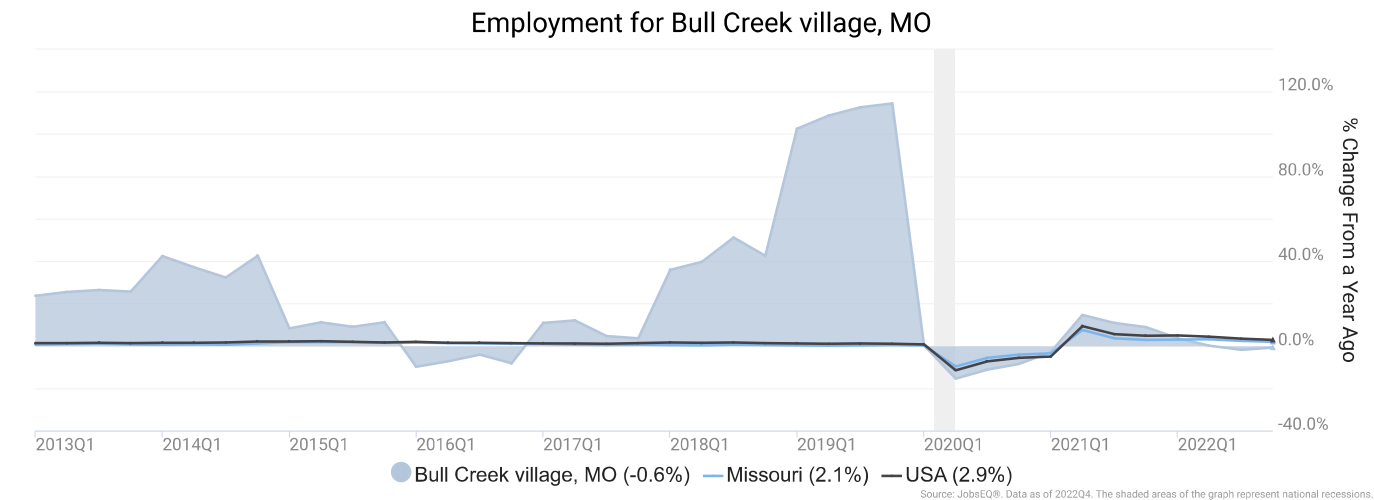 Employment for Bull Creek village, MO
120.0%
80.0%
40.0%
0.0%
-40.0%
% Change From a Year Ago
2013Q1 2014Q1 2015Q1 2016Q1 2017Q1 2018Q1 2019Q1 2020Q1 2021Q1 2022Q1
Bull Creek village, MO (-0.6%) Missouri (2.1%) USA (2.9%)
Source: JobsEQ®. Data as of 2022Q4. The shaded areas of the graph represent national recessions.